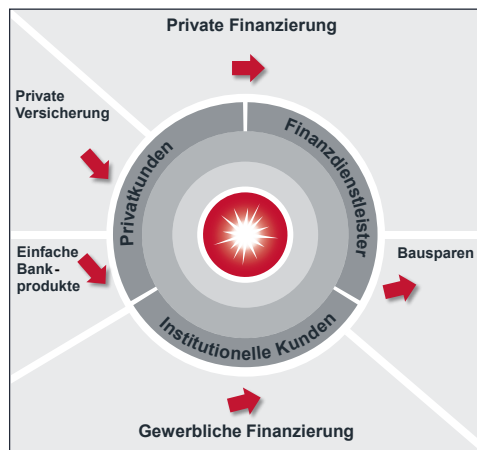 Private Finanzierung
Private
Versicherung
Privatkunden
Finanzdienstleister
Einfache
Bank-
produkte
Bausparen
Institutionelle Kunden
Gewerbliche Finanzierung